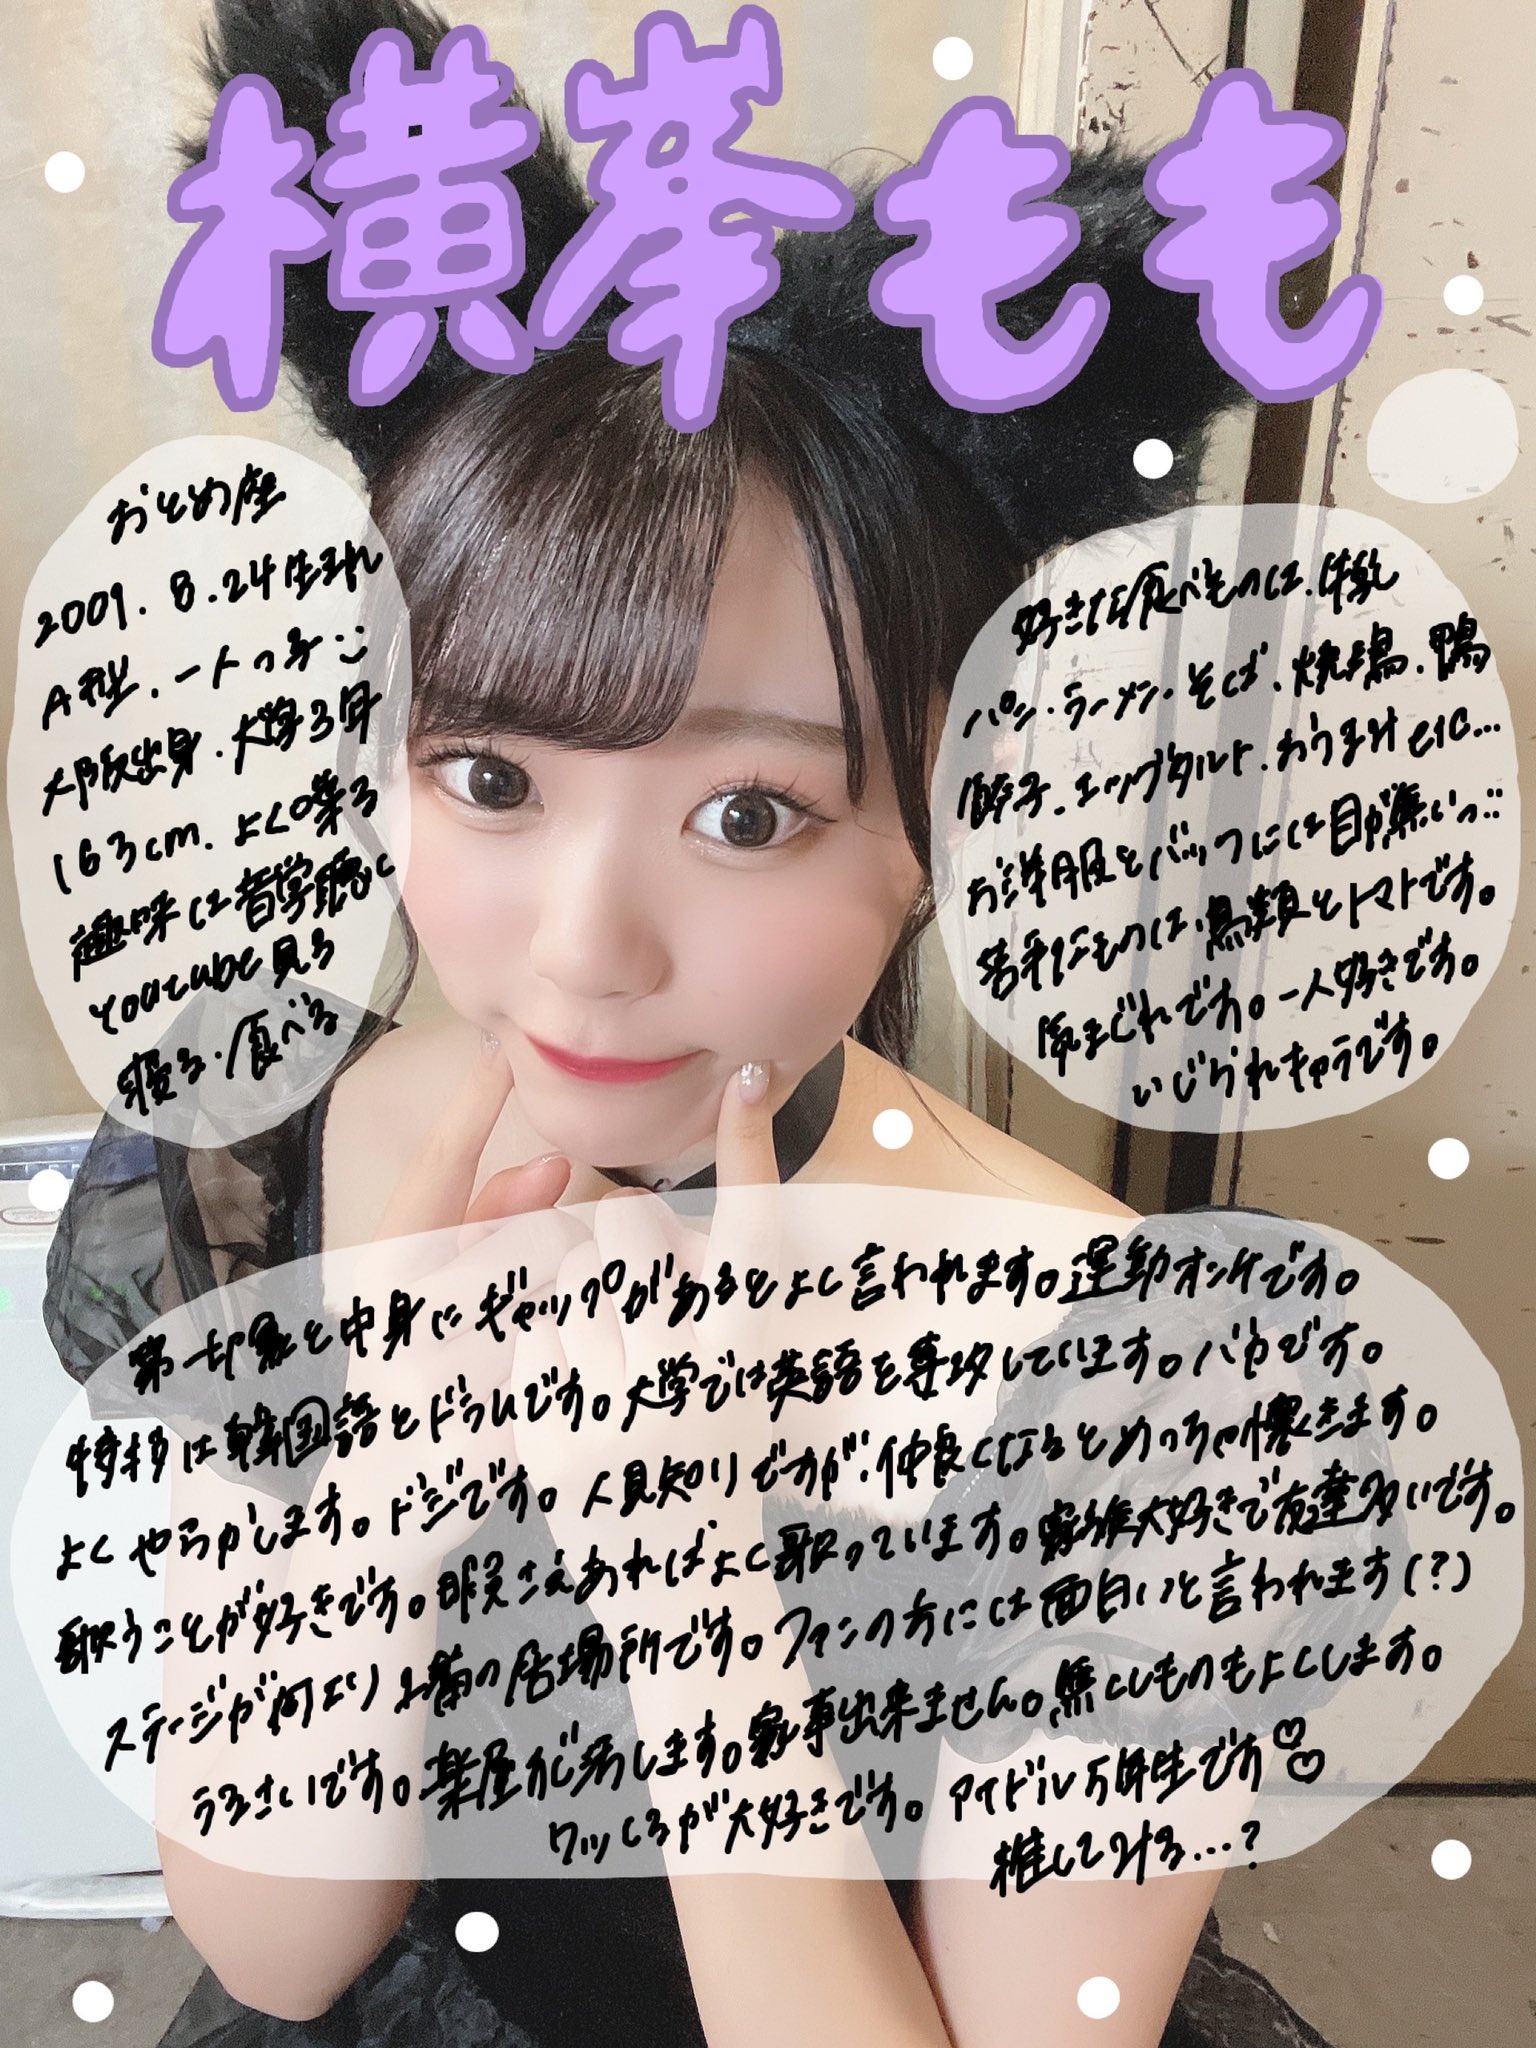 横峯もも
おとめ座
2001.8.24生まれ
A型.一人っ子
大阪出身.大学3年
163cm.よく喋る
趣味は音楽聴く
YouTube見る
寝る.食べる
好きな食べものは.
パン.ラーメン.そば.焼き鳥.鴨
餃子.エッグタルト.おうまみetc...
お洋服とバッグには目が無いっ
苦手なものは.鳥類とトマトです。
気まぐれです。一人好きです。
いじられキャラです。
第一印象と中身にギャップがあるとよく言われます。運動オンチです。
特技は韓国語とドラムです。大学では英語を専攻しています。バカです。
よくやらかします。ドジです。人見知りですが.仲良くなるとめっちゃ懐きます。
歌うことが好きです。暇さえあればよく歌っています。家族大好きで友達多いです。
ステージが何より1番の居場所です。ファンの方には面白いと言われます(?)
うるさいです。楽屋が汚します。家事出来ません。無くしものもよくします。
ワッしるが大好きです。アイドル5年生です♡
推してみる...?